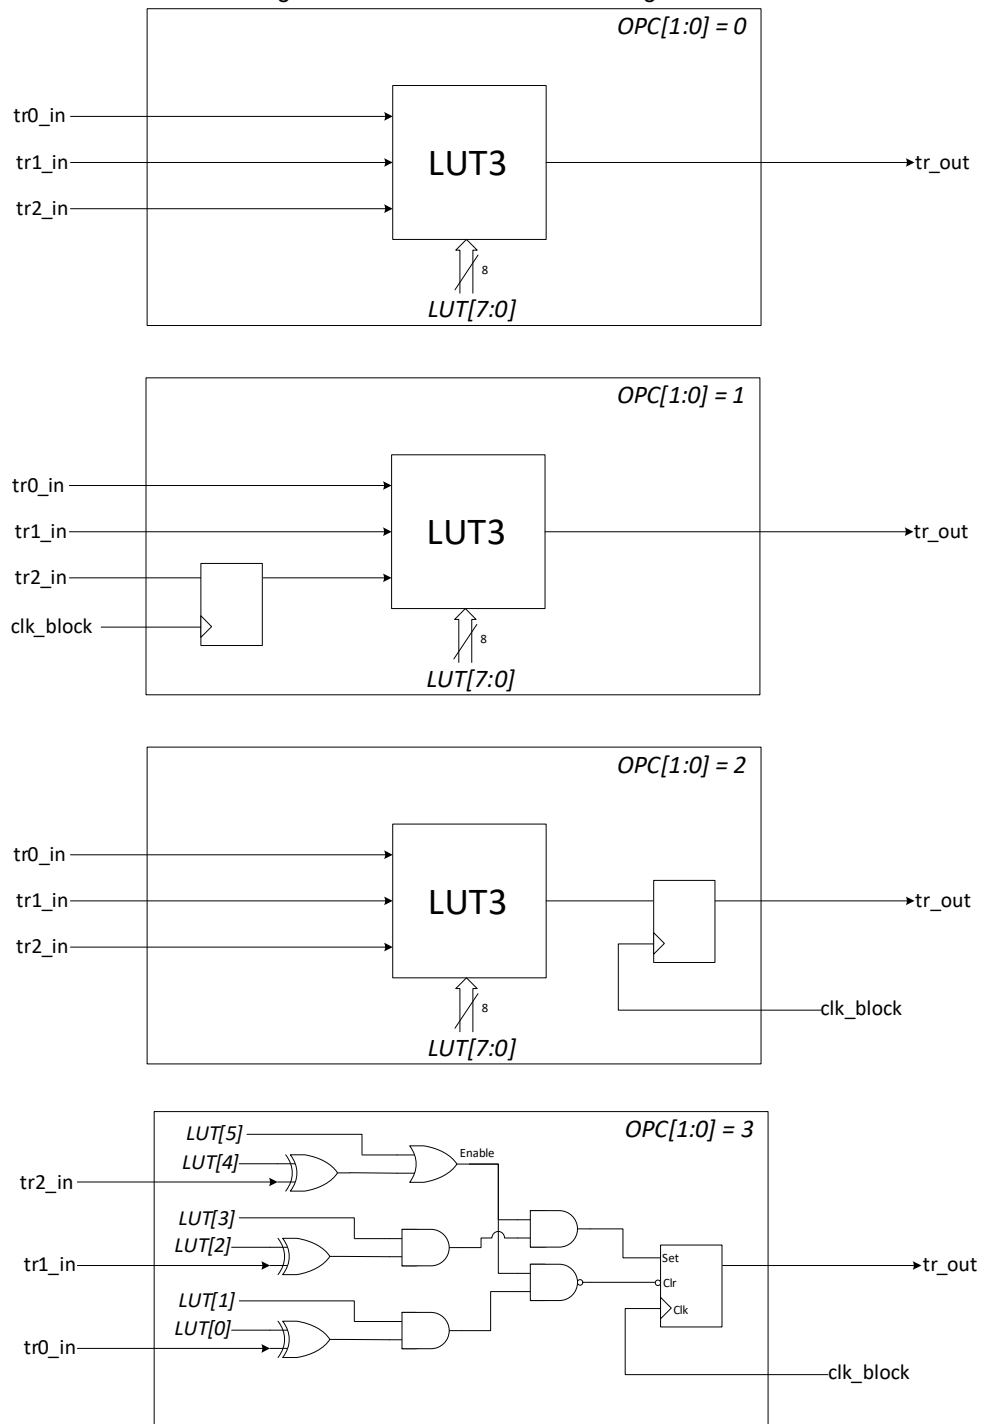 OPC[1:0] = 0
tr0_in
tr1_in
tr2_in
LUT3
tr_out
8
LUT[7:0]
OPC[1:0] = 1
tr0_in
tr1_in
tr2_in
clk_block
LUT3
tr_out
8
LUT[7:0]
OPC[1:0] = 2
tr0_in
tr1_in
tr2_in
LUT3
tr_out
clk_block
8
LUT[7:0]
OPC[1:0] = 3
LUT[5]
LUT[4]
Enable
tr2_in
LUT[3]
LUT[2]
tr1_in
Set
Clr
Clk
tr_out
LUT[1]
LUT[0]
tr0_in
clk_block